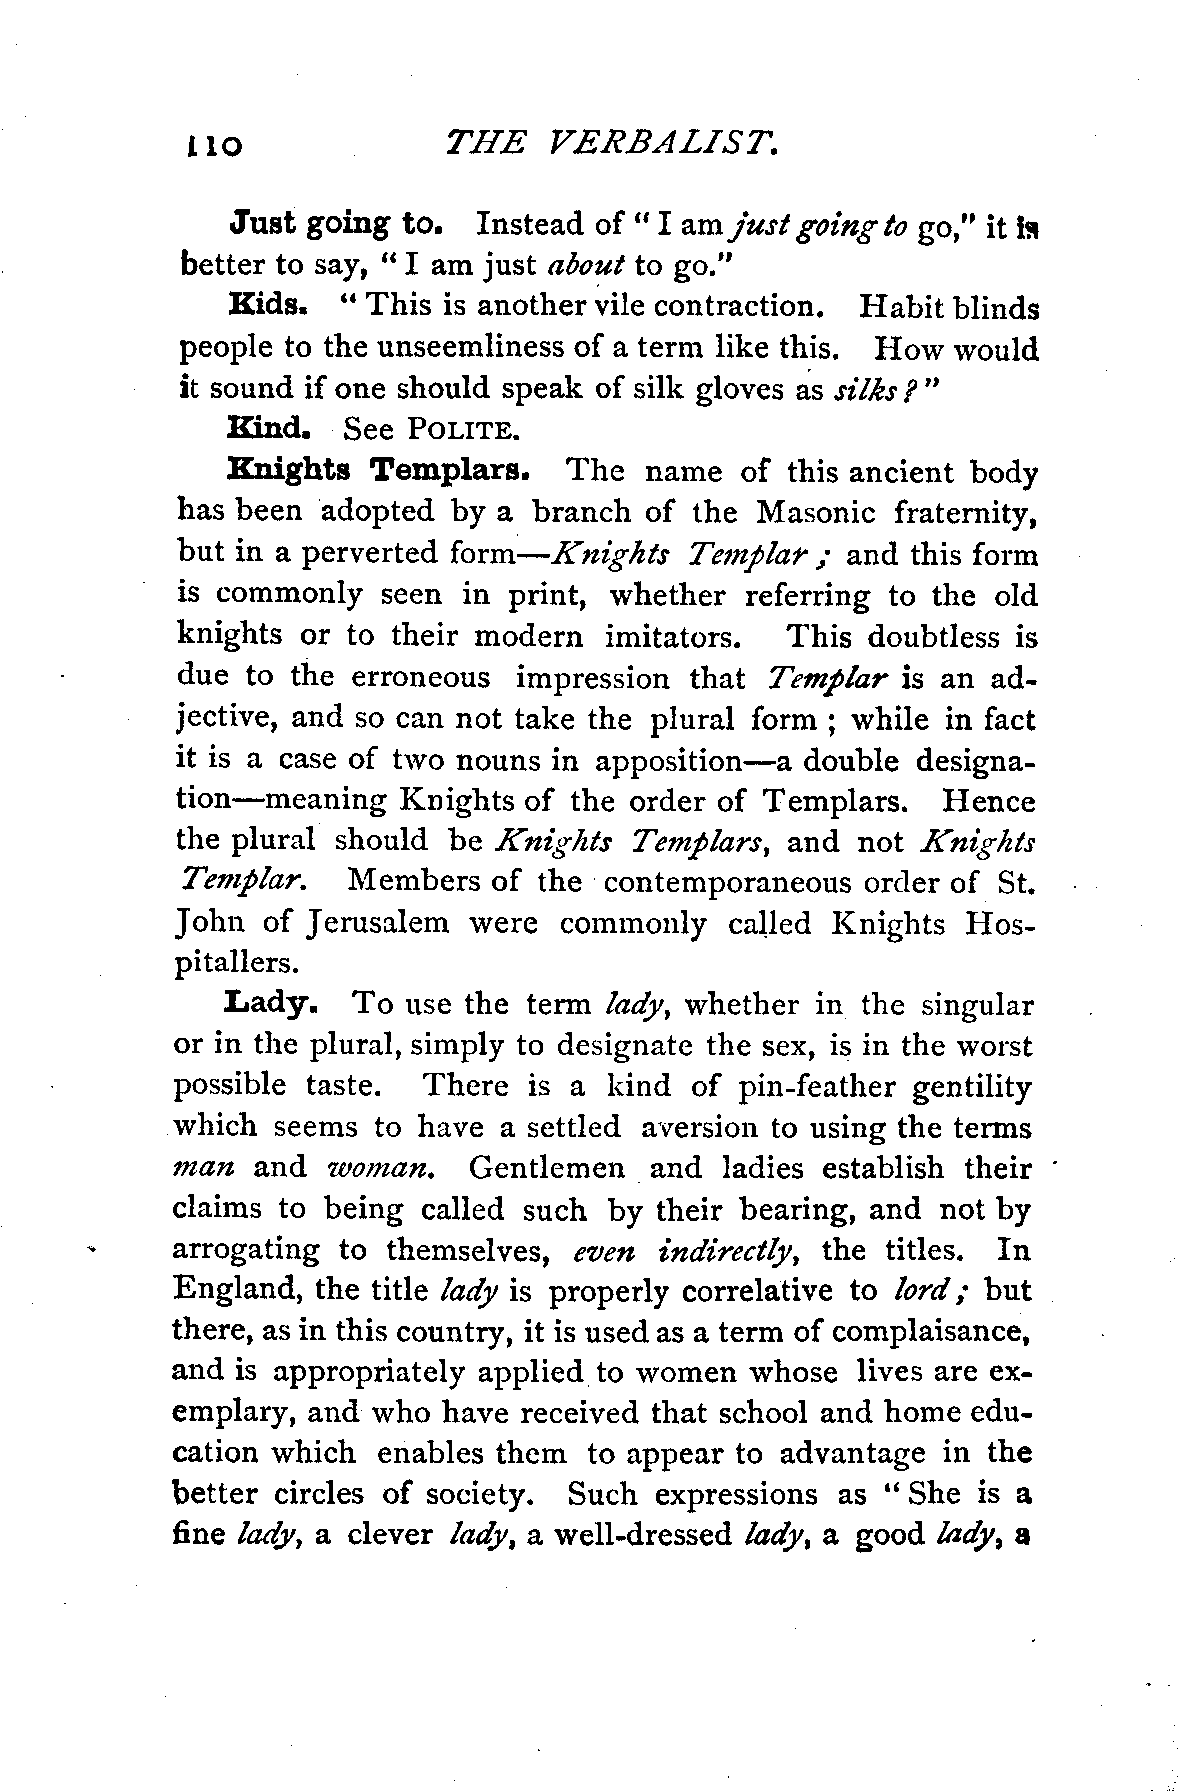 110 THE VERBALIST.
Just going to. Instead of " I am just going to go," it is
better to say, " I am just about to go."
Kids. " This is another vile contraction. Habit blinds
people to the unseemliness of a term like this. How would
it sound if one should speak of silk gloves as silks? "
Kind. See POLITE.
Knights Templars. The name of this ancient body
has been adopted by a branch of the Masonic fraternity,
but in a perverted form—Knights Templar ; and this form
is commonly seen in print, whether referring to the old
knights or to their modern imitators. This doubtless is
due to the erroneous impression that Templar is an ad-
jective, and so can not take the plural form ; while in fact
it is a case of two nouns in apposition—a double designa-
tion—meaning Knights of the order of Templars. Hence
the plural should be Knights Templars, and not Knights
Templar. Members of the contemporaneous order of St.
John of Jerusalem were commonly called Knights Hos-
pitallers.
Lady. To use the term lady, whether in the singular
or in the plural, simply to designate the sex, is in the worst
possible taste. There is a kind of pin-feather gentility
which seems to have a settled aversion to using the terms
man and woman. Gentlemen and ladies establish their
claims to being called such by their bearing, and not by
arrogating to themselves, even indirectly, the titles. In
England, the title lady is properly correlative to lord ; but
there, as in this country, it is used as a term of complaisance,
and is appropriately applied to women whose lives are ex-
emplary, and who have received that school and home edu-
cation which enables them to appear to advantage in the
better circles of society. Such expressions as " She is a
fine lady, a clever lady, a well-dressed lady, a good lady, a